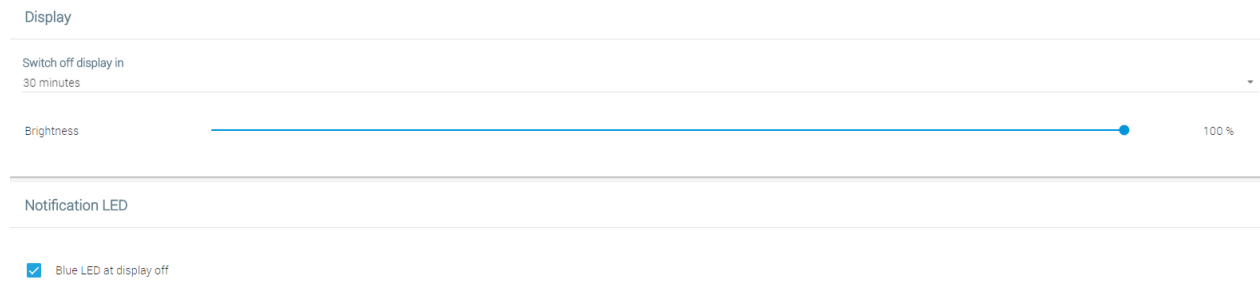 Display
Switch off display in
30 minutes
Brightness 100 %
Notification LED
Blue LED at display off